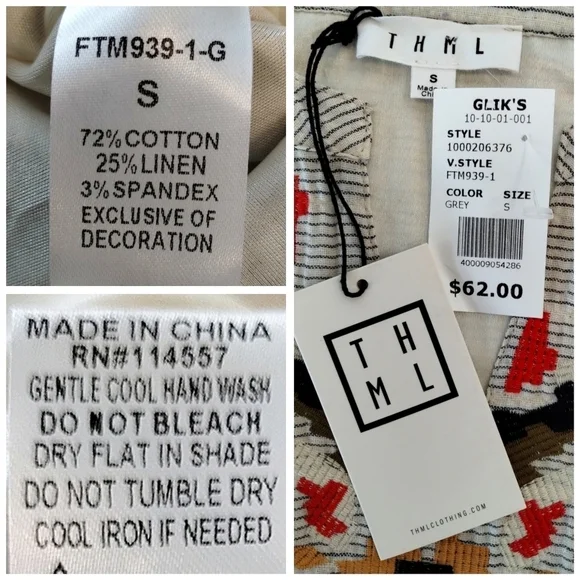 FTM939-1-G
S
72%COTTON
25%LINEN
3%SPANDEX
EXCLUSIVE OF
DECORATION
MADE IN CHINA
RN#114557
GENTLE COOL HAND WASH
DO NOT BLEACH
DRY FLAT IN SHADE
DO NOT TUMBLE DRY
COOL IRON IF NEEDED
THML
S
Made
GLIK'S
10-10-01-001
STYLE
1000206376
V.STYLE
FTM939-1
COLOR SIZE
GREY S
400009054286
$62.00
T H
M L
THMLCLOTHING.COM